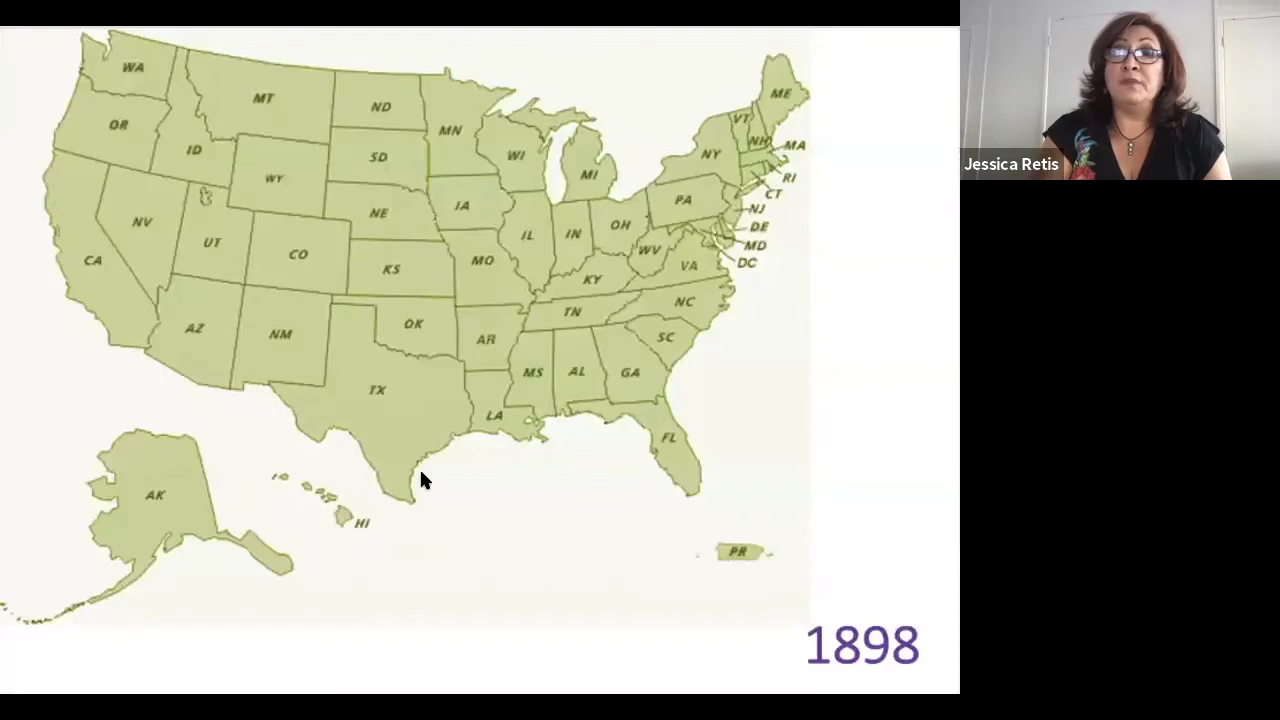 WA
MT
ND
MN
OR
ID
SD
WI
WY
MI
NY
VT
NH
ME
MA
RI
CT
NJ
DE
MD
DC
PA
NE
IA
NV
UT
CO
CA
KS
MO
IL
IN
OH
WV
VA
KY
AZ
NM
OK
AR
TN
NC
SC
TX
MS
AL
GA
LA
FL
AK
HI
PR
1898
Jessica Retis